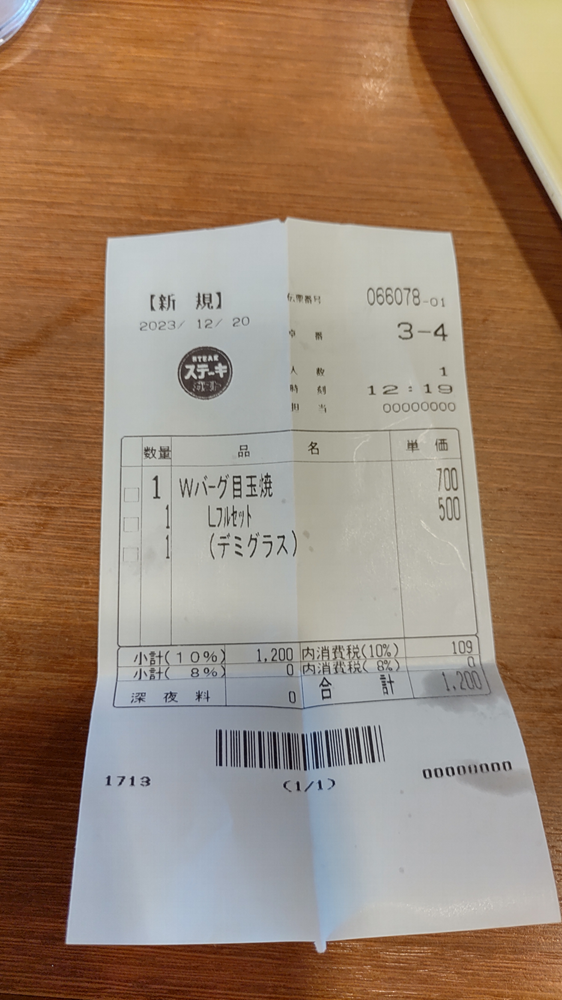 【新 規】
伝票番号 066078-01
2023/ 12/ 20
卓 番 3-4
STEAK
ステーキ
人 数 1
時 刻 12:19
担 当 00000000
数量 品 名 単 価
1 Wバーグ目玉焼 700
1 Lフルセット 500
1 (デミグラス)
小計(10%) 1,200 内消費税(10%) 109
小計( 8%) 0 内消費税( 8%) 0
深 夜 料 0 合 計 1,200
1713 (1/1) 00000000